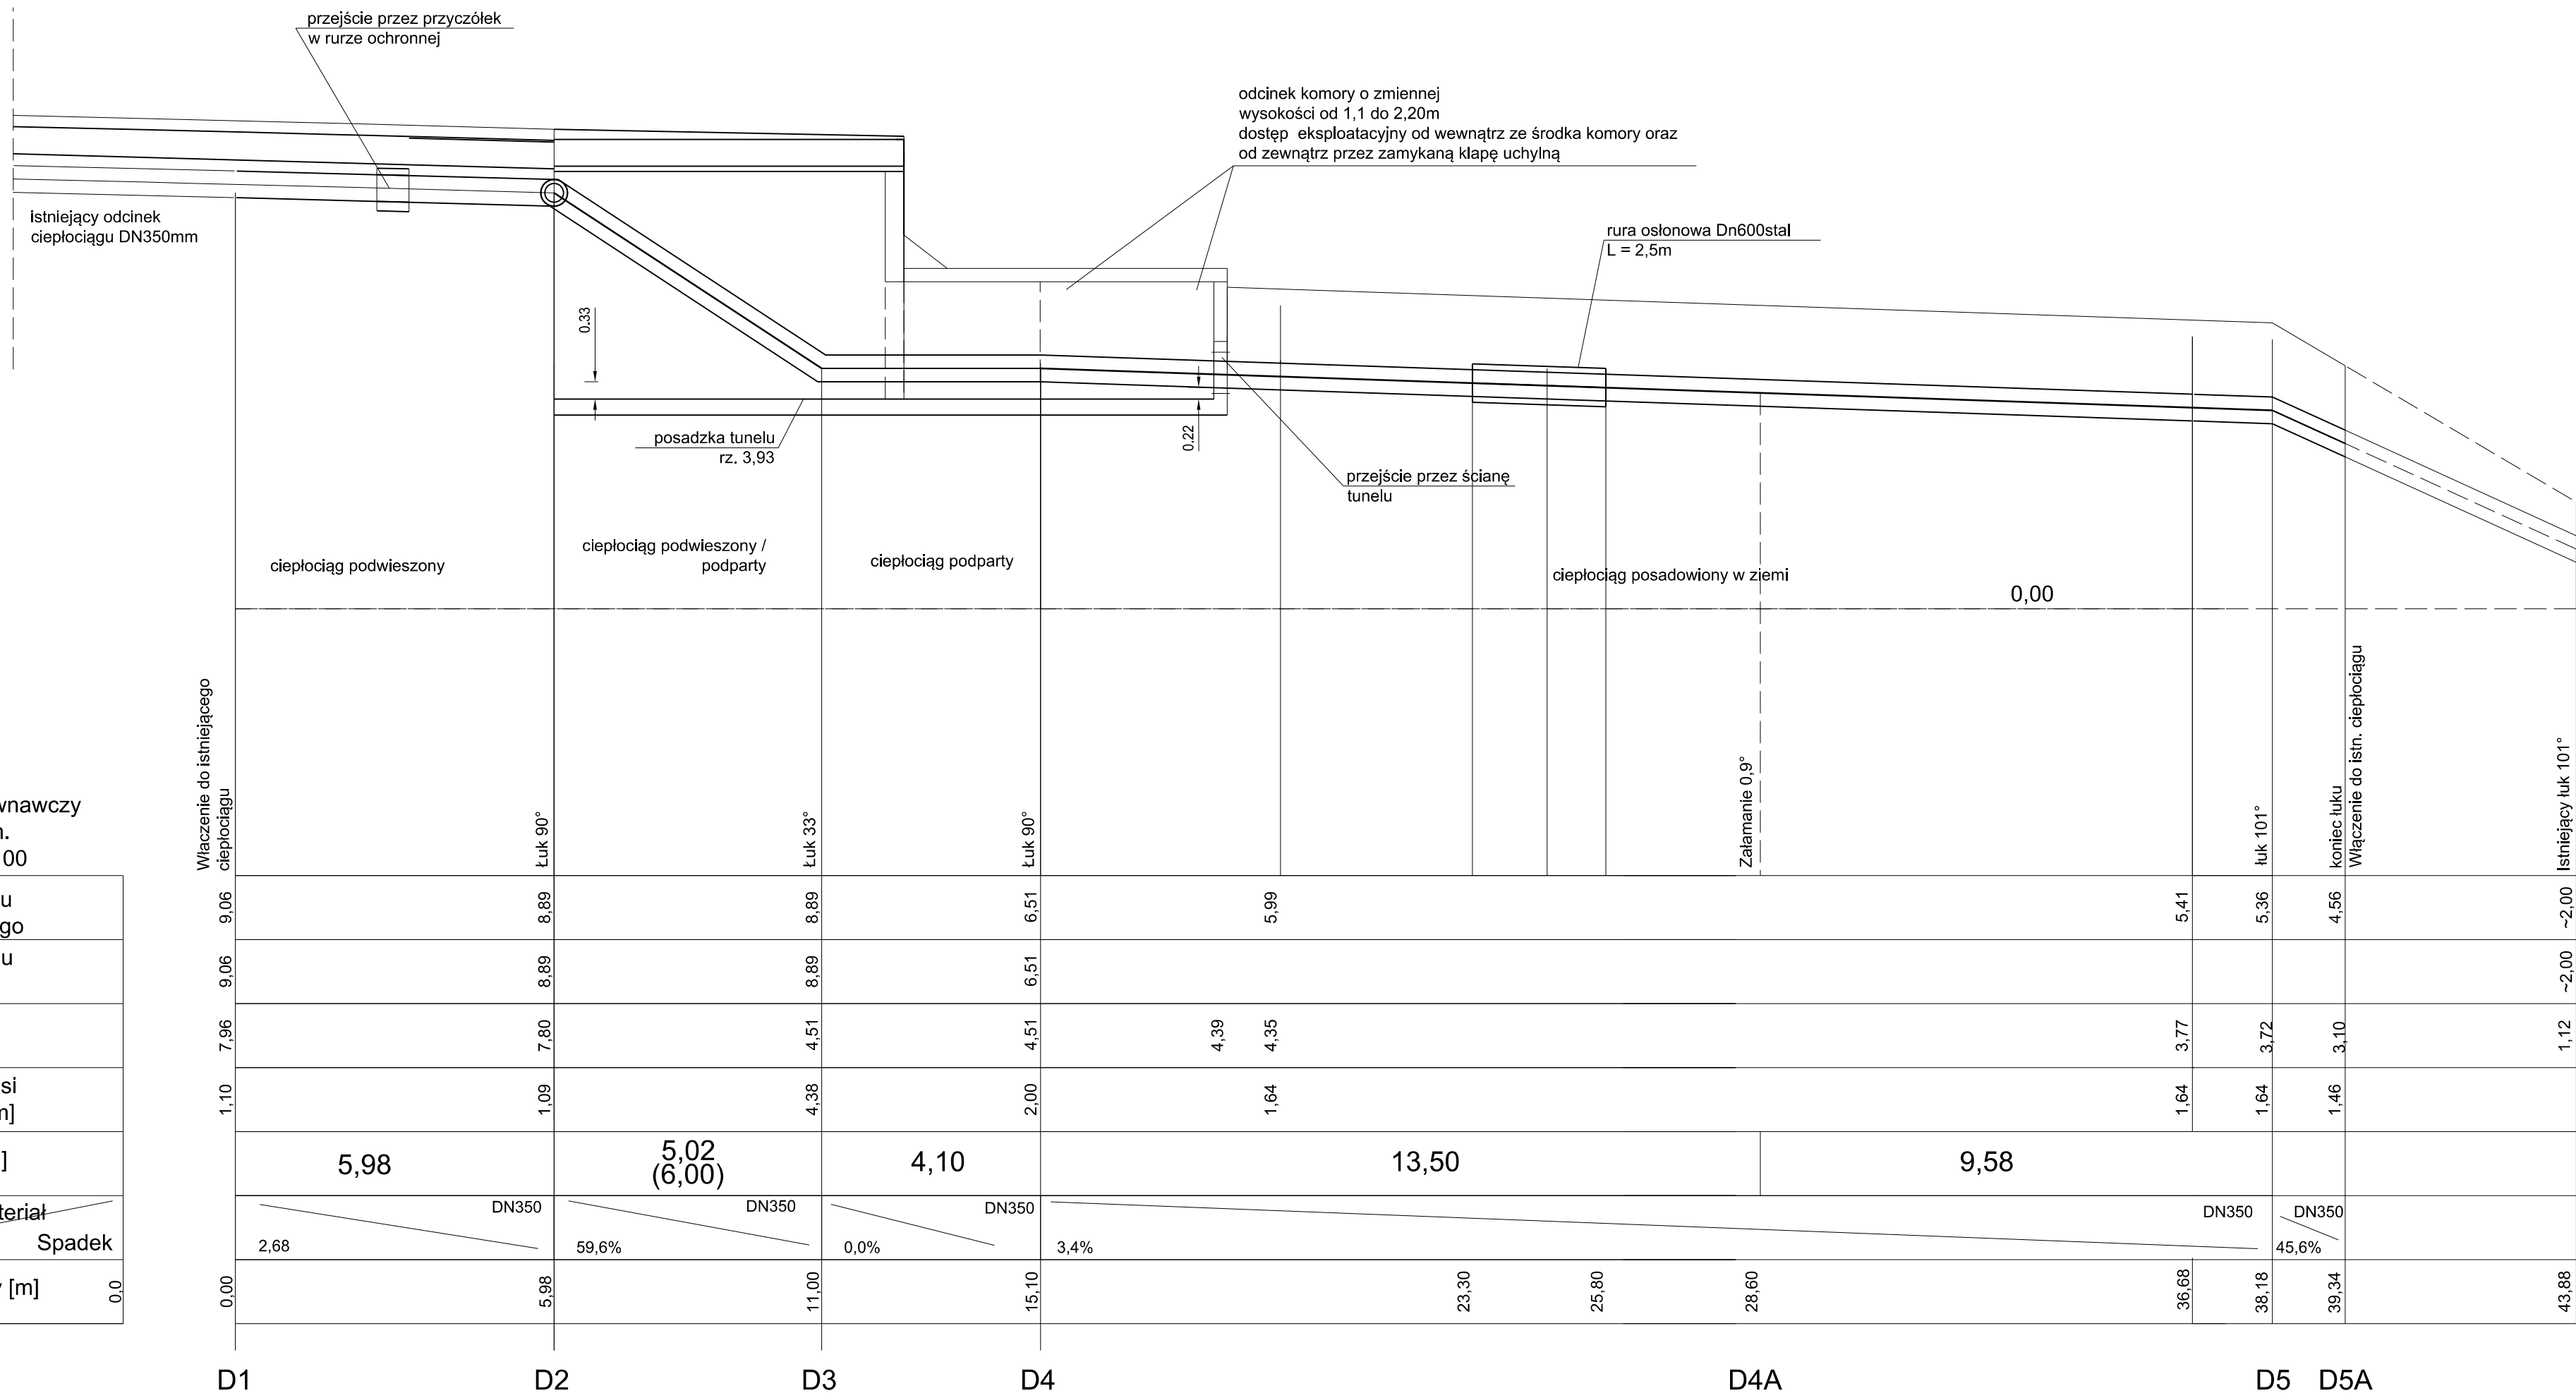 przejście przez przyczółek
w rurze ochronnej
odcinek komory o zmiennej
wysokości od 1,1 do 2,20m
dostęp eksploatacyjny od wewnątrz ze środka komory oraz
od zewnątrz przez zamykaną klapę uchylną
istniejący odcinek
ciepłociągu DN350mm
rura osłonowa Dn600stal
L = 2,5m
0.33
posadzka tunelu
rz. 3,93
0.22
przejście przez ścianę
tunelu
ciepłociąg podwieszony
ciepłociąg podwieszony /
podparty
ciepłociąg podparty
ciepłociąg posadowiony w ziemi
0,00
Właczenie do istniejącego
ciepłociągu
Łuk 90°
Łuk 33°
Łuk 90°
Załamanie 0,9°
łuk 101°
koniec łuku
Włączenie do istn. ciepłociągu
Istniejący łuk 101°
wnawczy
n.
00
u
go
9,06 8,89 8,89 6,51 5,99 5,41 5,36 4,56 ~2,00
u
9,06 8,89 8,89 6,51 ~2,00
7,96 7,80 4,51 4,51 4,39 4,35 3,77 3,72 3,10 1,12
si
m]
1,10 1,09 4,38 2,00 1,64 1,64 1,64 1,46
]
5,98 5,02 4,10 13,50 9,58
(6,00)
teriał
DN350 DN350 DN350 DN350 DN350
Spadek
2,68 59,6% 0,0% 3,4% 45,6%
y [m]
0,0 0,00 5,98 11,00 15,10 23,30 25,80 28,60 36,68 38,18 39,34 43,88
D1 D2 D3 D4 D4A D5 D5A